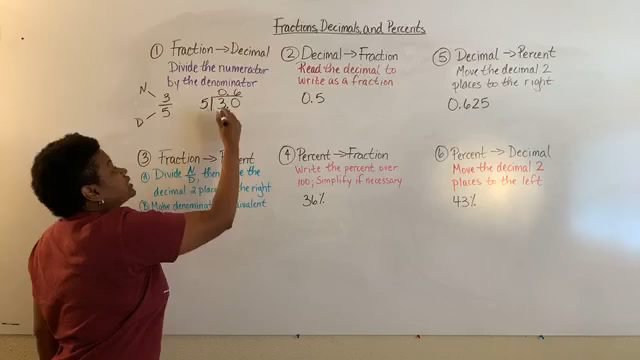 Fractions, Decimals, and Percents
① Fraction → Decimal
Divide the numerator
by the denominator
N
D
3
5
0.6
5 3.0
② Decimal → Fraction
Read the decimal to
write as a fraction
0.5
⑤ Decimal → Percent
Move the decimal 2
places to the right
0.625
③ Fraction →
ⓐ Divide N/D, the
decimal 2 the right
ⓑ Make denominat
④ Percent → Fraction
Write the percent over
100; Simplify if necessary
36%
⑥ Percent → Decimal
Move the decimal 2
places to the left
43%